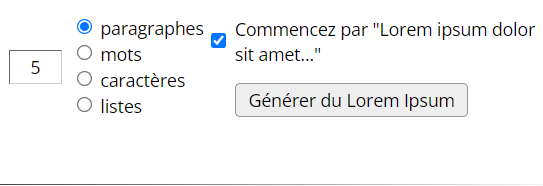 5
paragraphes
mots
caractères
listes
Commencez par "Lorem ipsum dolor
sit amet..."
Générer du Lorem Ipsum